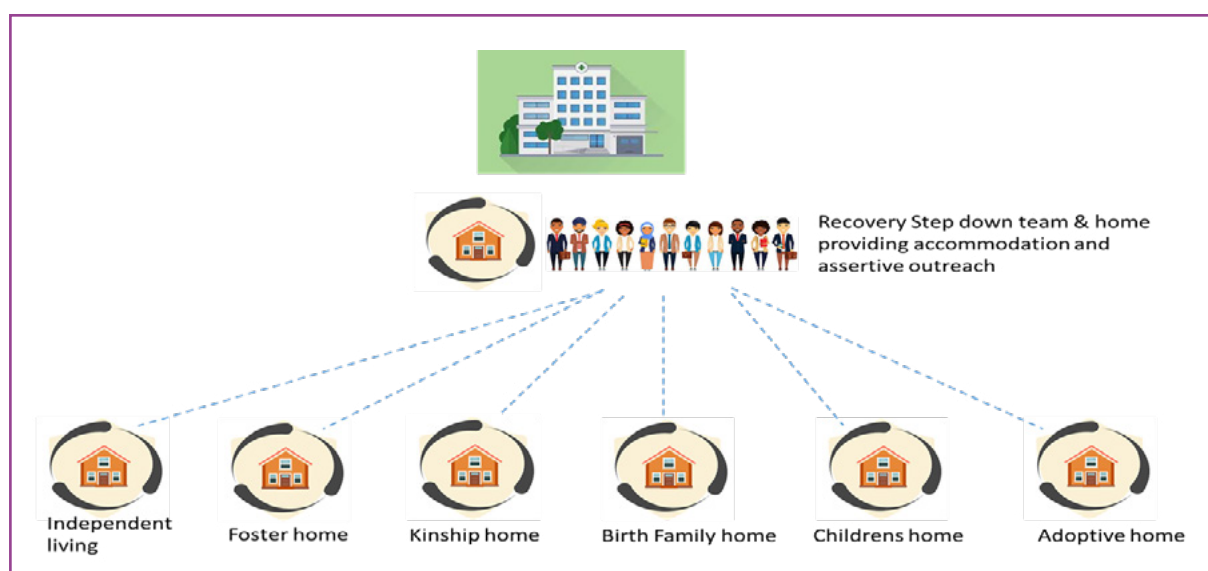 Recovery Step down team & home
providing accommodation and
assertive outreach
Independent
living
Foster home
Kinship home
Birth Family home
Childrens home
Adoptive home